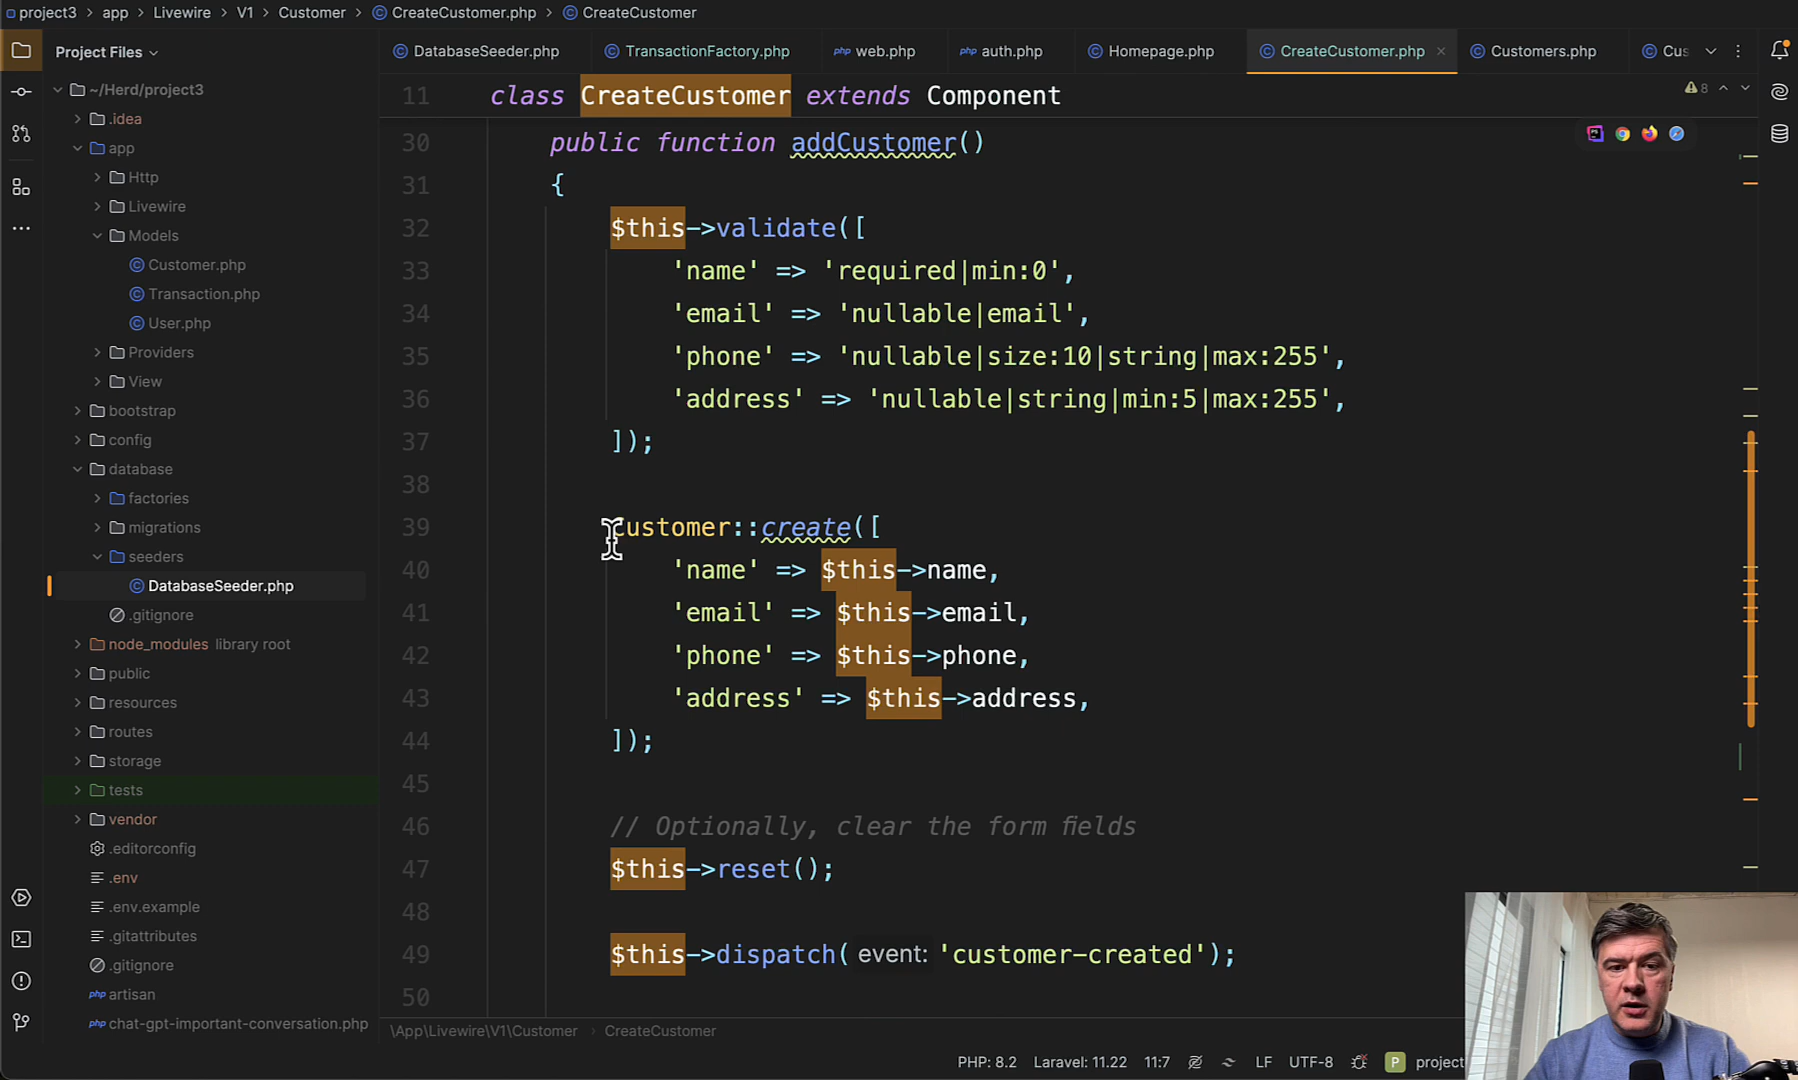 project3 › app › Livewire › V1 › Customer › CreateCustomer.php › CreateCustomer
Project Files
DatabaseSeeder.php
TransactionFactory.php
php web.php
php auth.php
Homepage.php
CreateCustomer.php ×
Customers.php
Cus
~/Herd/project3
.idea
app
Http
Livewire
Models
Customer.php
Transaction.php
User.php
Providers
View
bootstrap
config
database
factories
migrations
seeders
DatabaseSeeder.php
.gitignore
node_modules library root
public
resources
routes
storage
tests
vendor
.editorconfig
.env
.env.example
.gitattributes
.gitignore
php artisan
php chat-gpt-important-conversation.php
11 class CreateCustomer extends Component
8
30 public function addCustomer()
31 {
32 $this->validate([
33 'name' => 'required|min:0',
34 'email' => 'nullable|email',
35 'phone' => 'nullable|size:10|string|max:255',
36 'address' => 'nullable|string|min:5|max:255',
37 ]);
38
39 Customer::create([
40 'name' => $this->name,
41 'email' => $this->email,
42 'phone' => $this->phone,
43 'address' => $this->address,
44 ]);
45
46 // Optionally, clear the form fields
47 $this->reset();
48
49 $this->dispatch( event: 'customer-created');
50
\App\Livewire\V1\Customer › CreateCustomer
PHP: 8.2 Laravel: 11.22 11:7 LF UTF-8 P project